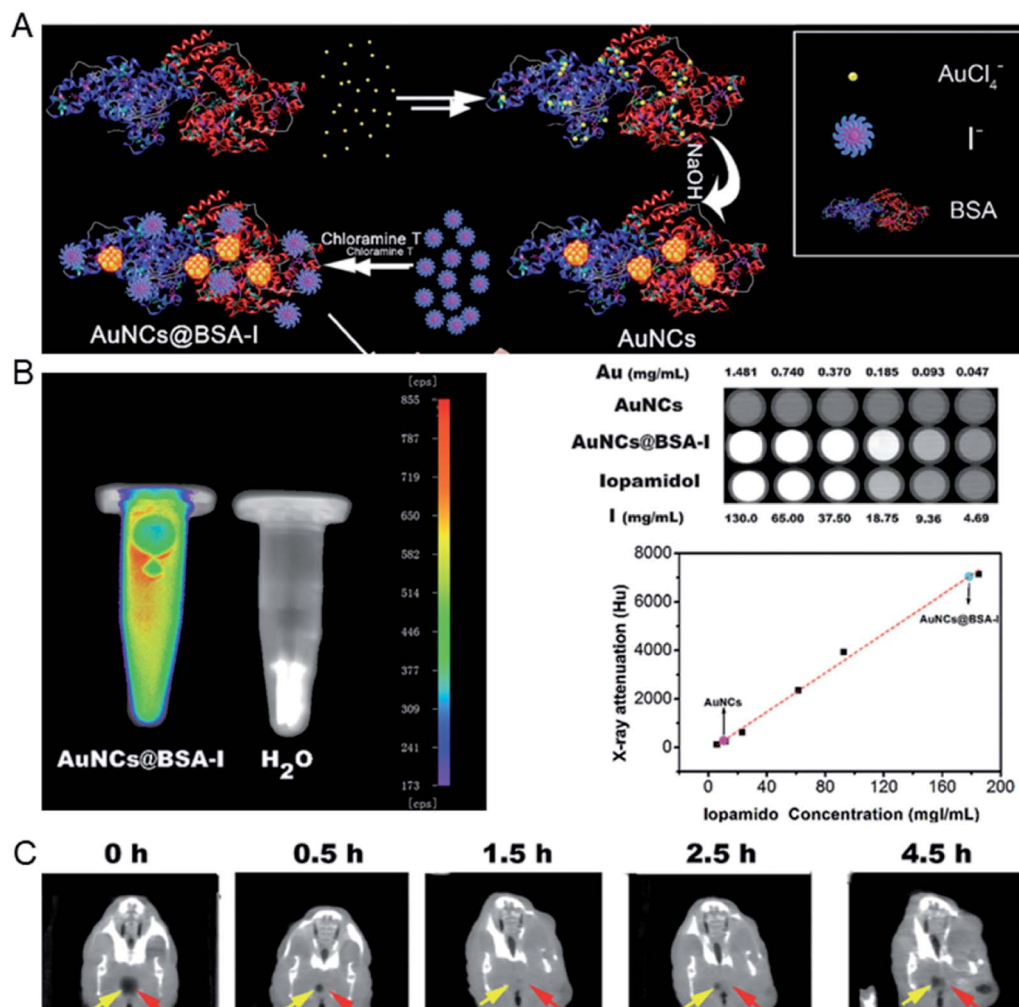 A
AuCl4-
I-
BSA
NaOH
Chloramine T
Chloramine T
AuNCs@BSA-I
AuNCs
B
[cps]
855
787
719
650
582
514
446
377
309
241
173
[cps]
AuNCs@BSA-I
H2O
Au (mg/mL) 1.481 0.740 0.370 0.185 0.093 0.047
AuNCs
AuNCs@BSA-I
Iopamidol
I (mg/mL) 130.0 65.00 37.50 18.75 9.36 4.69
X-ray attenuation (Hu)
8000
6000
4000
2000
0
AuNCs
AuNCs@BSA-I
0 40 80 120 160 200
Iopamido Concentration (mgI/mL)
C
0 h 0.5 h 1.5 h 2.5 h 4.5 h